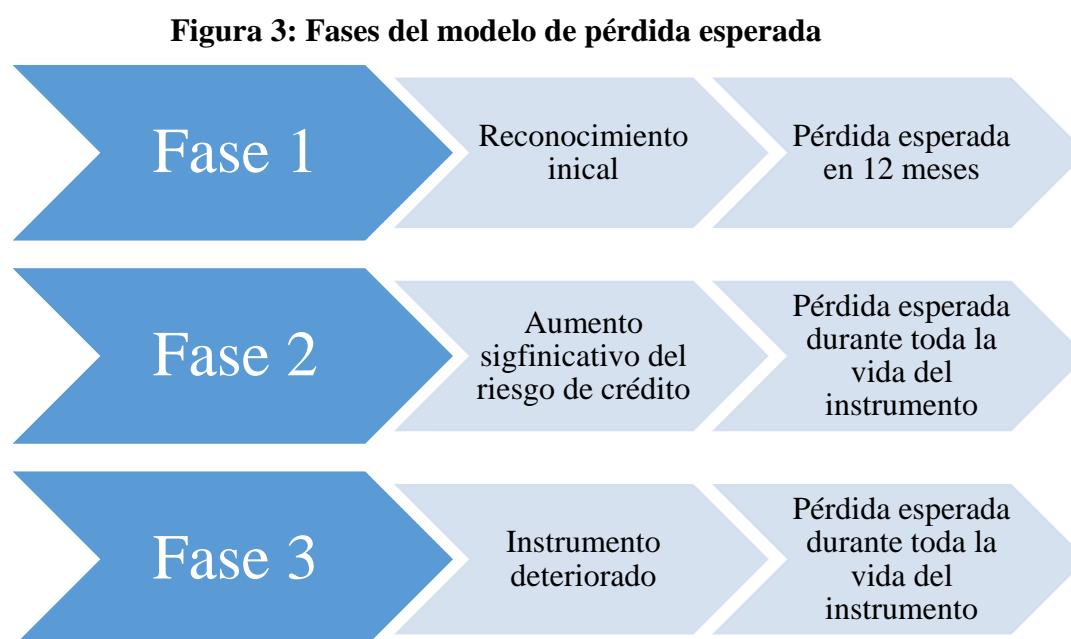 Figura 3: Fases del modelo de pérdida esperada
Fase 1
Reconocimiento
inical
Pérdida esperada
en 12 meses
Fase 2
Aumento
sigfinicativo del
riesgo de crédito
Pérdida esperada
durante toda la
vida del
instrumento
Fase 3
Instrumento
deteriorado
Pérdida esperada
durante toda la
vida del
instrumento